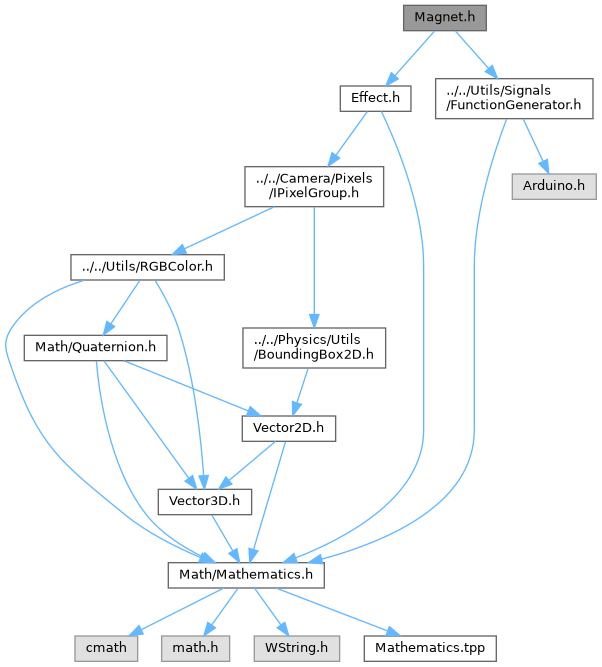 Magnet.h
Effect.h
../../Utils/Signals
/FunctionGenerator.h
../../Camera/Pixels
/IPixelGroup.h
Arduino.h
../../Utils/RGBColor.h
Math/Quaternion.h
../../Physics/Utils
/BoundingBox2D.h
Vector2D.h
Vector3D.h
Math/Mathematics.h
cmath
math.h
WString.h
Mathematics.tpp